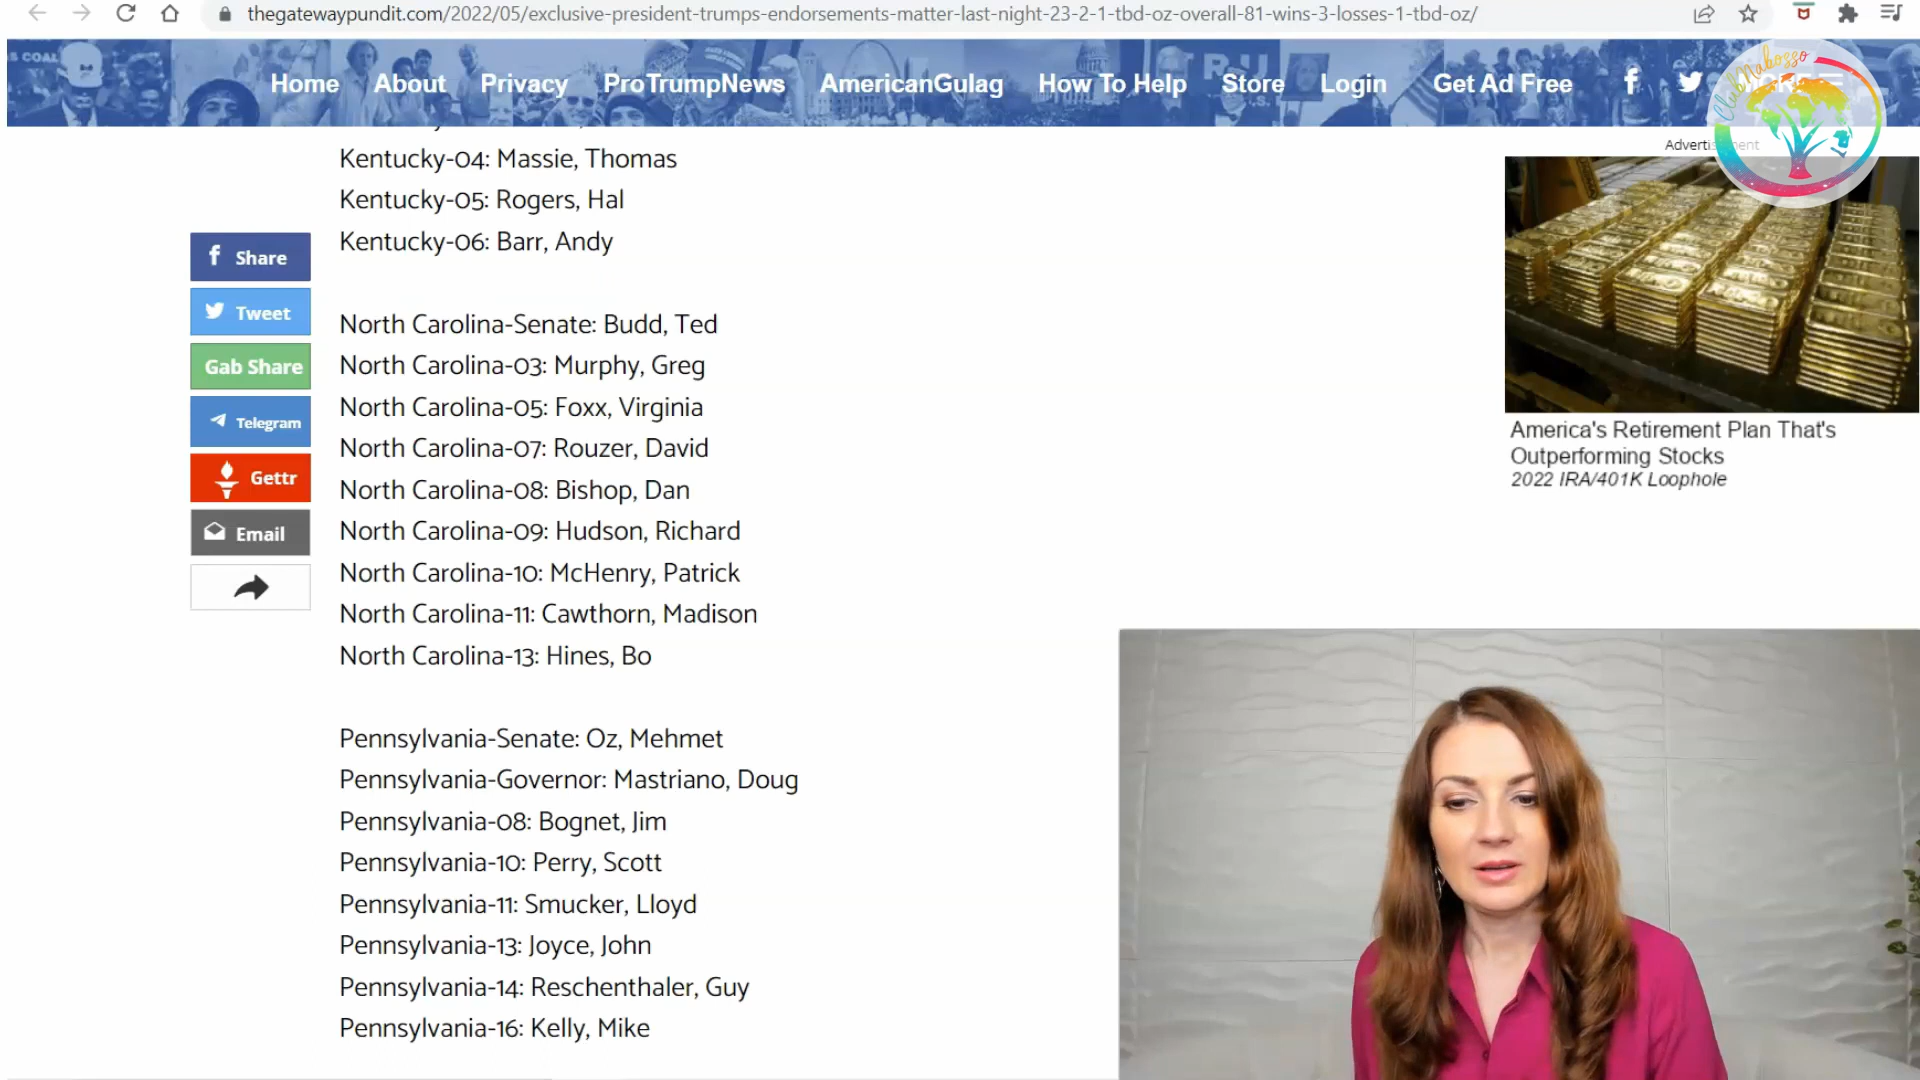 thegatewaypundit.com/2022/05/exclusive-president-trumps-endorsements-matter-last-night-23-2-1-tbd-oz-overall-81-wins-3-losses-1-tbd-oz/
S COAL
Home About Privacy ProTrumpNews AmericanGulag How To Help Store Login Get Ad Free
ClubNabosso
Advertisement
Kentucky-04: Massie, Thomas
Kentucky-05: Rogers, Hal
Kentucky-06: Barr, Andy
Share
Tweet
Gab Share
Telegram
Gettr
Email
North Carolina-Senate: Budd, Ted
North Carolina-03: Murphy, Greg
North Carolina-05: Foxx, Virginia
North Carolina-07: Rouzer, David
North Carolina-08: Bishop, Dan
North Carolina-09: Hudson, Richard
North Carolina-10: McHenry, Patrick
North Carolina-11: Cawthorn, Madison
North Carolina-13: Hines, Bo
America's Retirement Plan That's
Outperforming Stocks
2022 IRA/401K Loophole
Pennsylvania-Senate: Oz, Mehmet
Pennsylvania-Governor: Mastriano, Doug
Pennsylvania-08: Bognet, Jim
Pennsylvania-10: Perry, Scott
Pennsylvania-11: Smucker, Lloyd
Pennsylvania-13: Joyce, John
Pennsylvania-14: Reschenthaler, Guy
Pennsylvania-16: Kelly, Mike